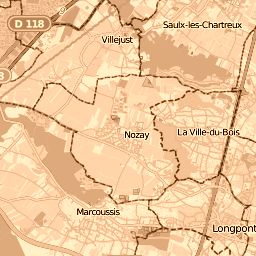 Saulx-les-Chartreux
D 118
Villejust
Nozay
La Ville-du-Bois
Marcoussis
Longpont